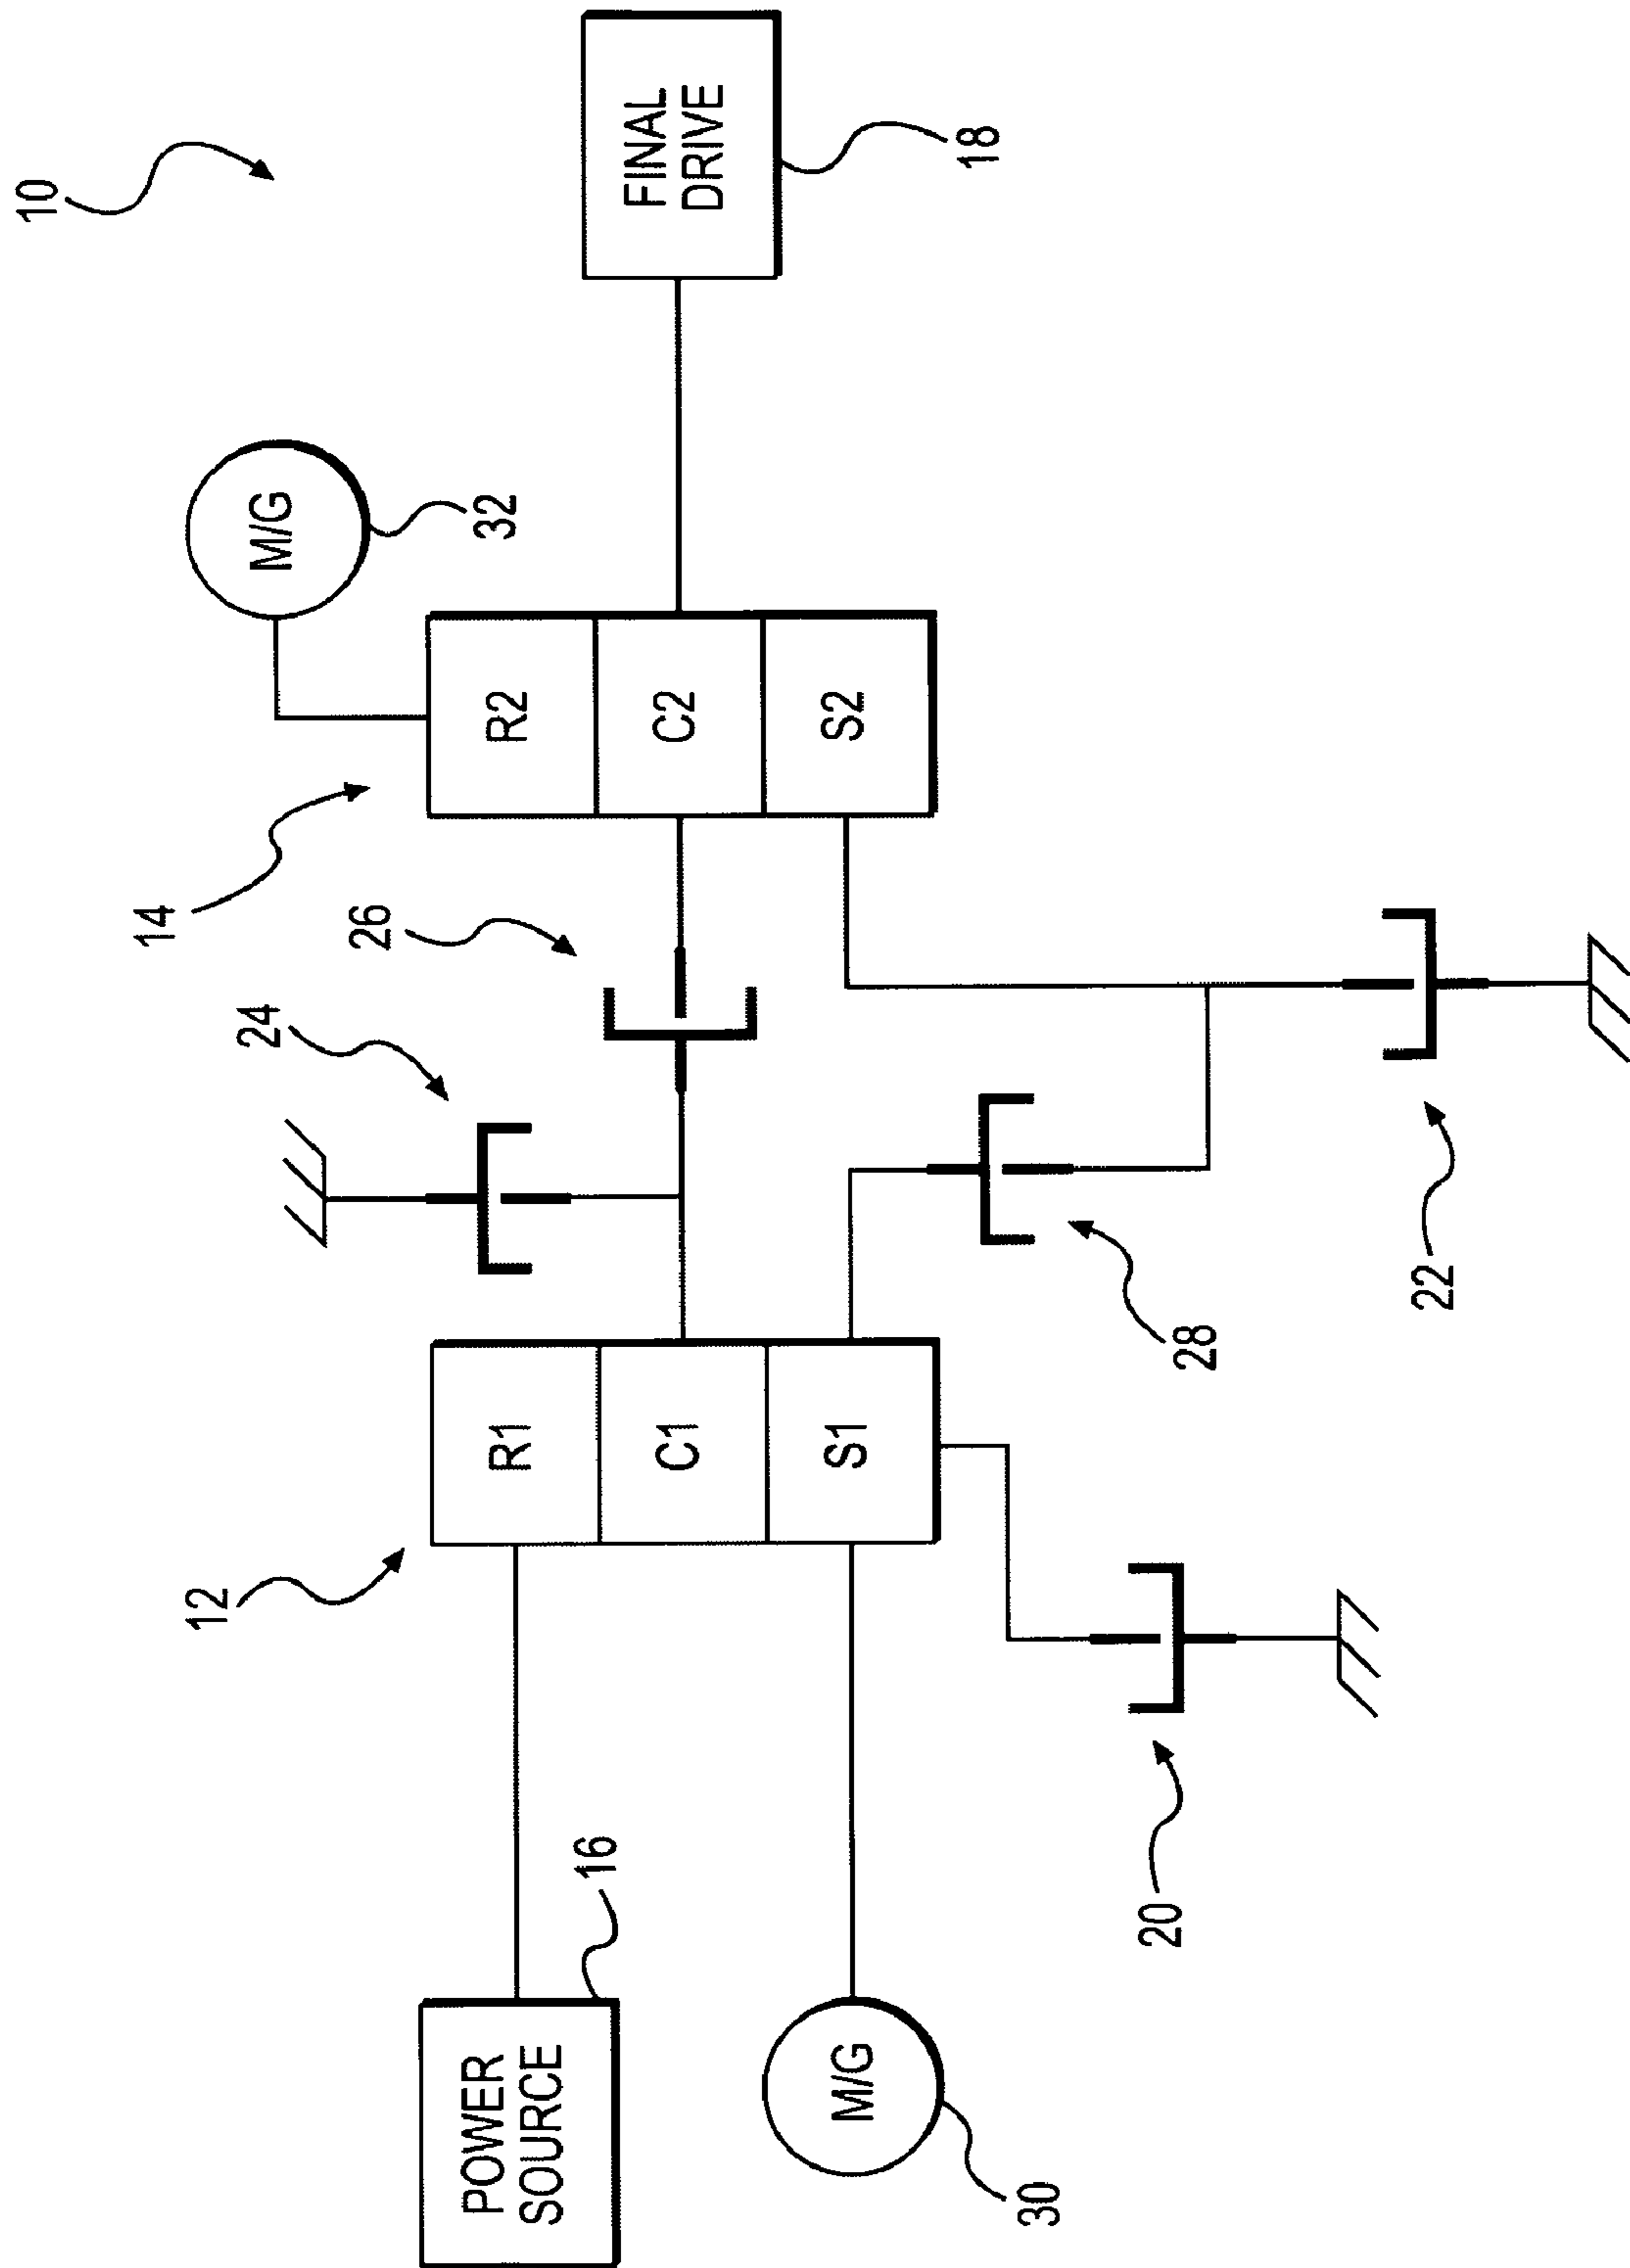 10
POWER
SOURCE
16
M/G
30
12
R1
C1
S1
20
24
26
28
22
14
R2
C2
S2
M/G
32
FINAL
DRIVE
18